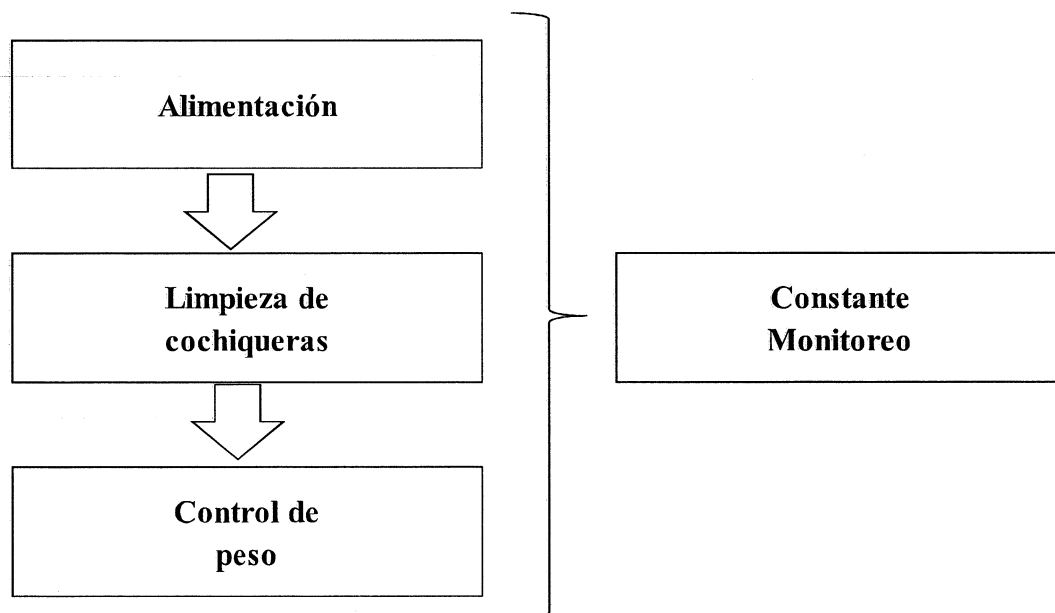 Alimentación
Limpieza de
cochiqueras
Control de
peso
Constante
Monitoreo